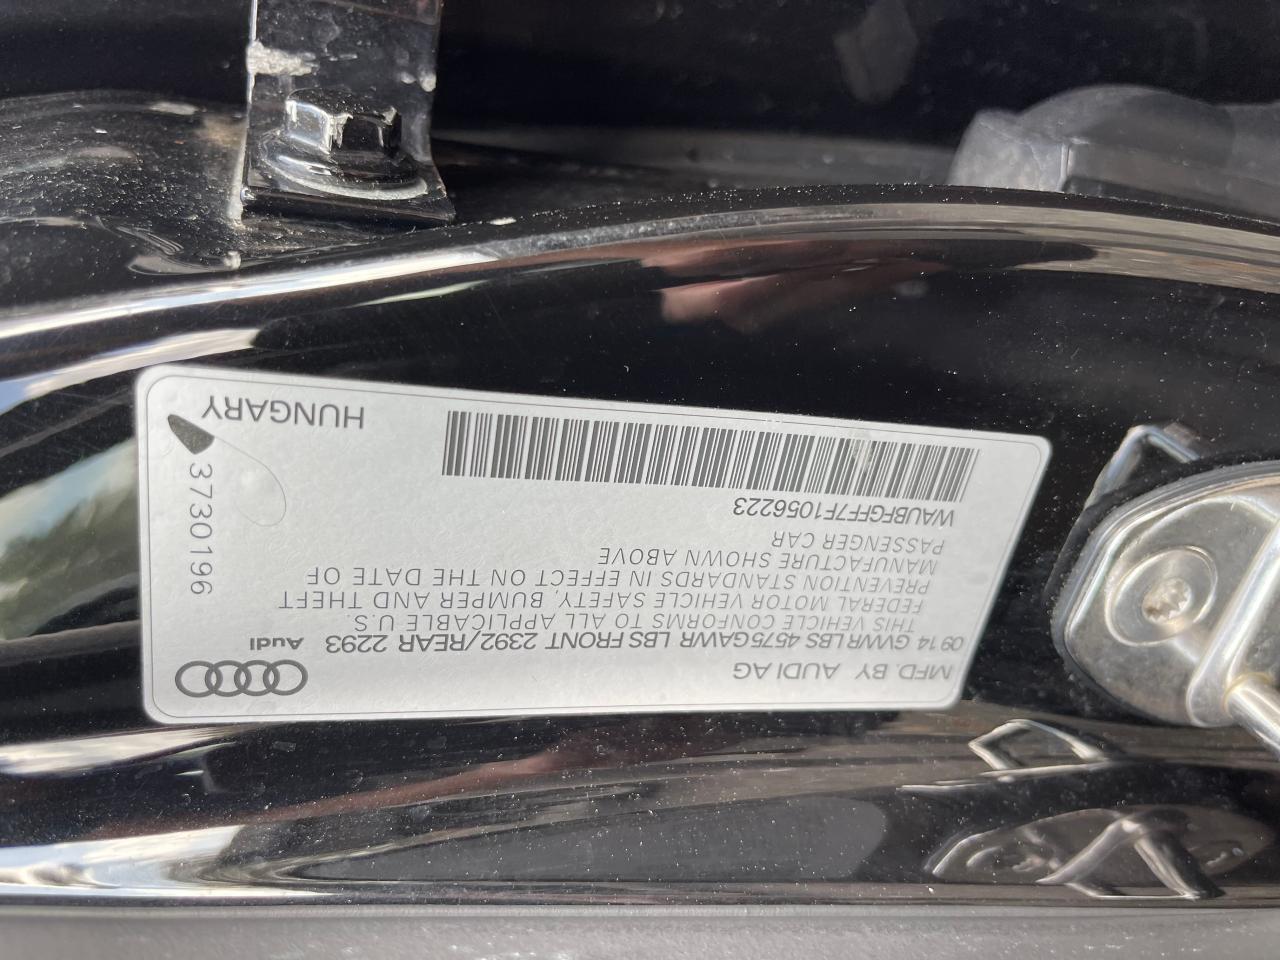 MFD. BY AUDI AG
09 14 GVWR LBS 4575GAWR LBS FRONT 2392/REAR 2293
Audi
THIS VEHICLE CONFORMS TO ALL APPLICABLE U.S.
FEDERAL MOTOR VEHICLE SAFETY, BUMPER AND THEFT
PREVENTION STANDARDS IN EFFECT ON THE DATE OF
MANUFACTURE SHOWN ABOVE
PASSENGER CAR
WAUBFGFF7F1056223
HUNGARY
3730196